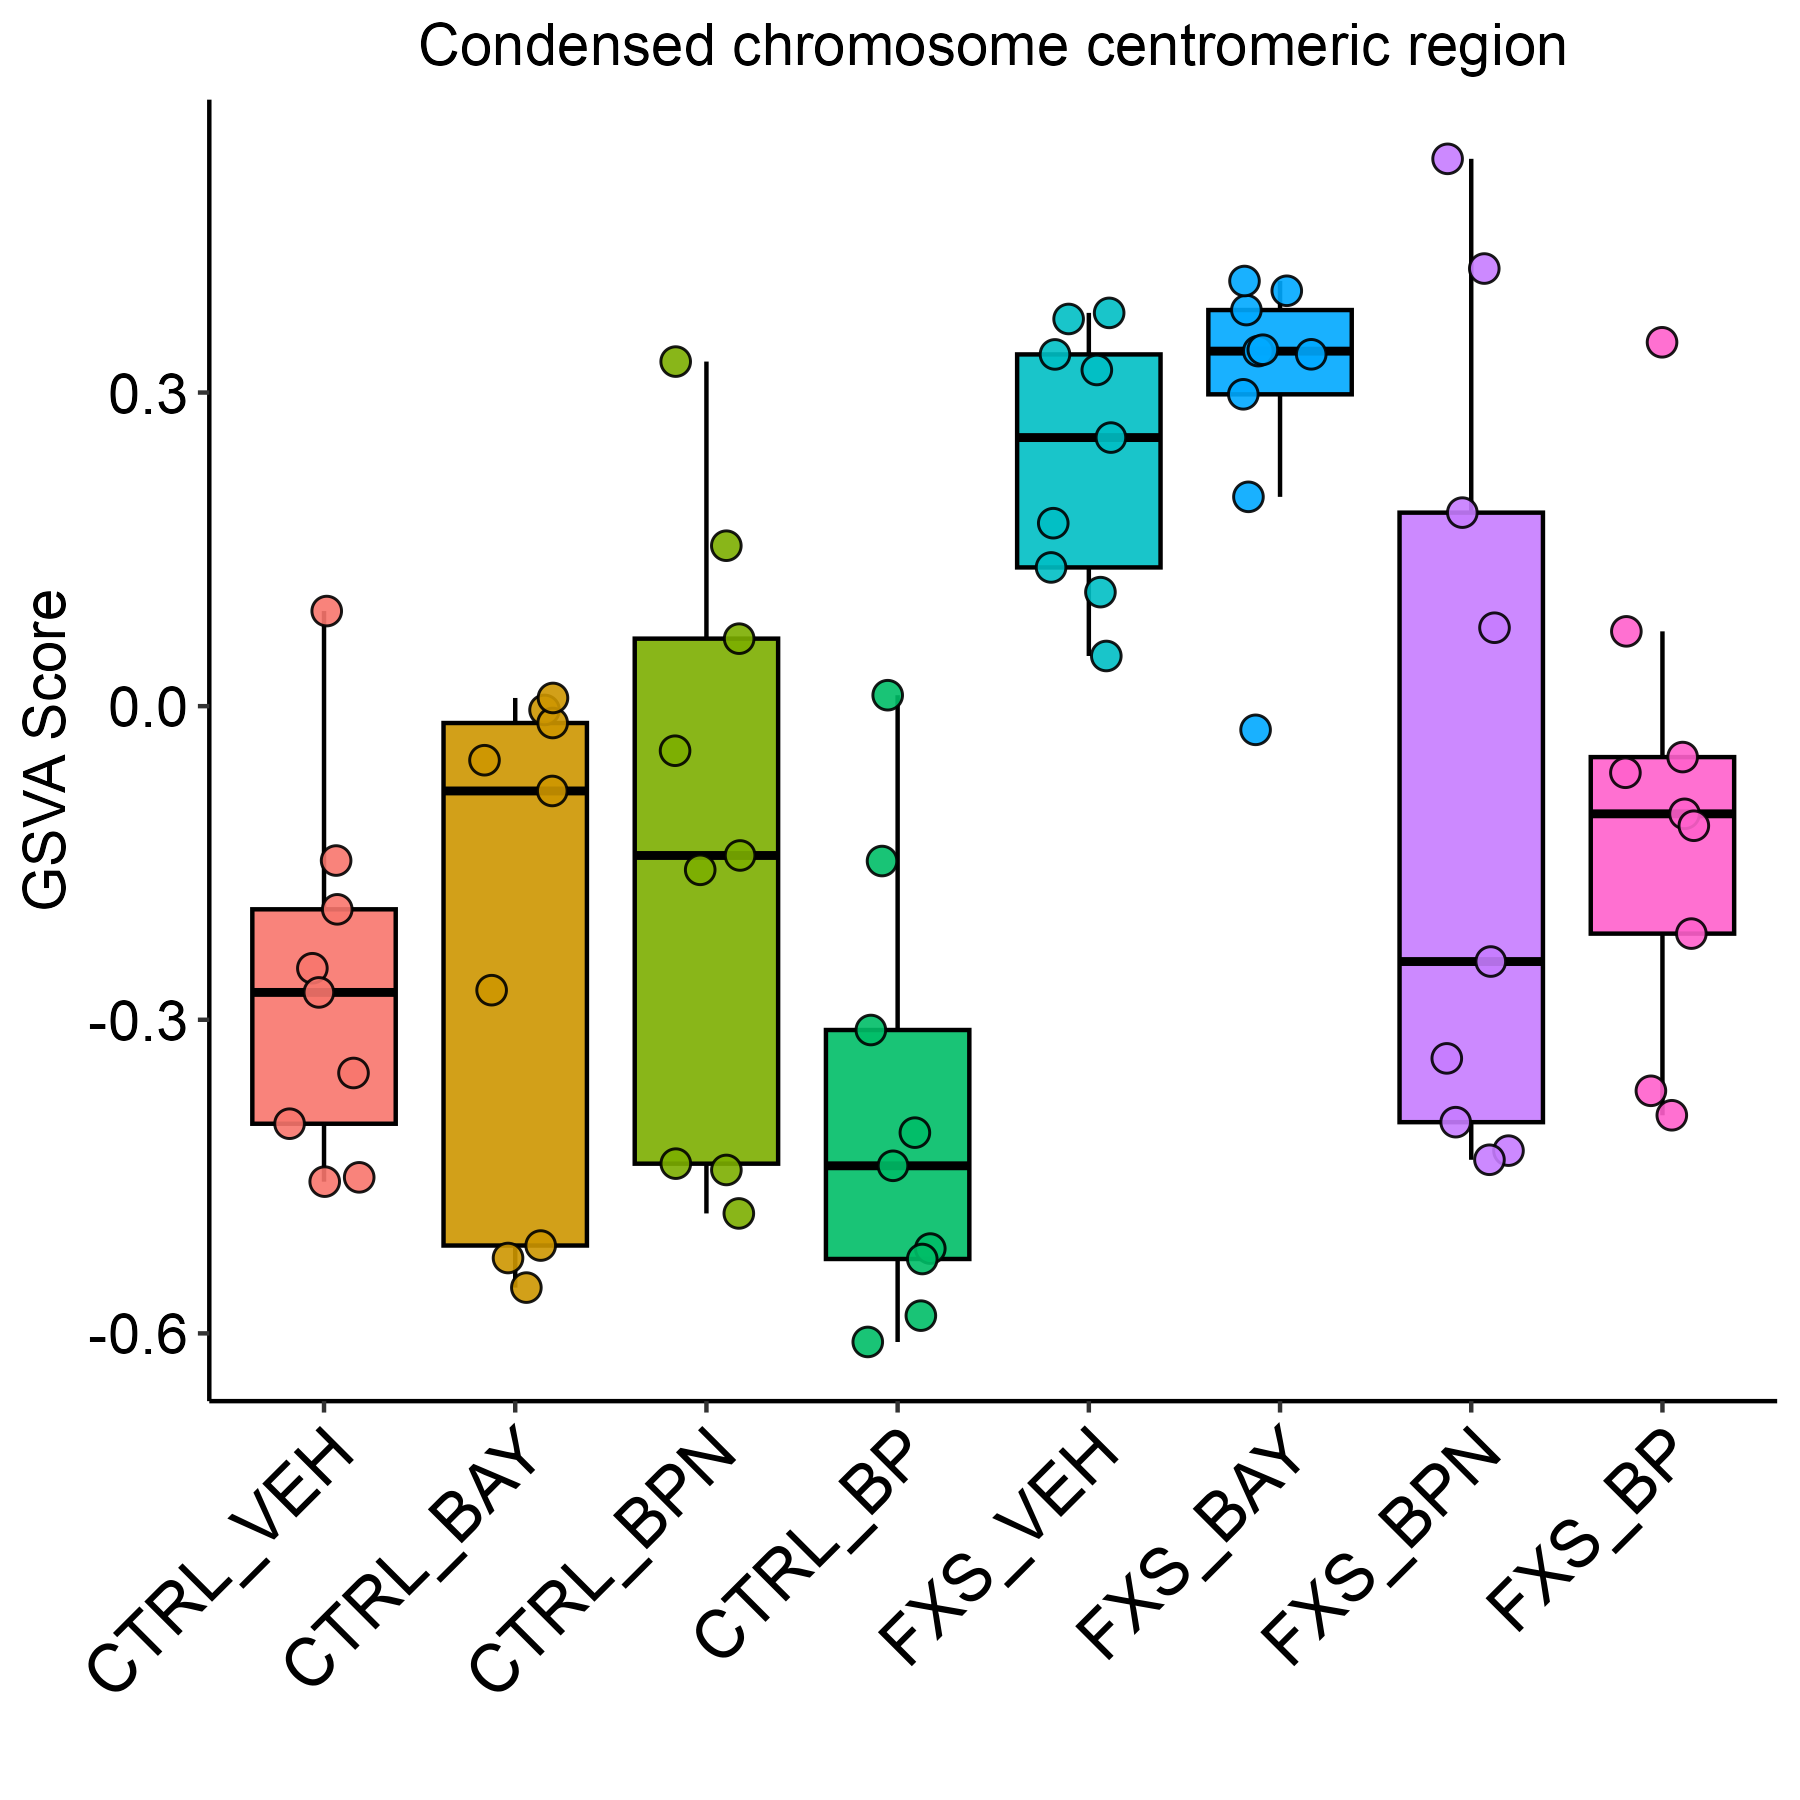 Condensed chromosome centromeric region
GSVA Score
0.3
0.0
-0.3
-0.6
CTRL_VEH
CTRL_BAY
CTRL_BPN
CTRL_BP
FXS_VEH
FXS_BAY
FXS_BPN
FXS_BP